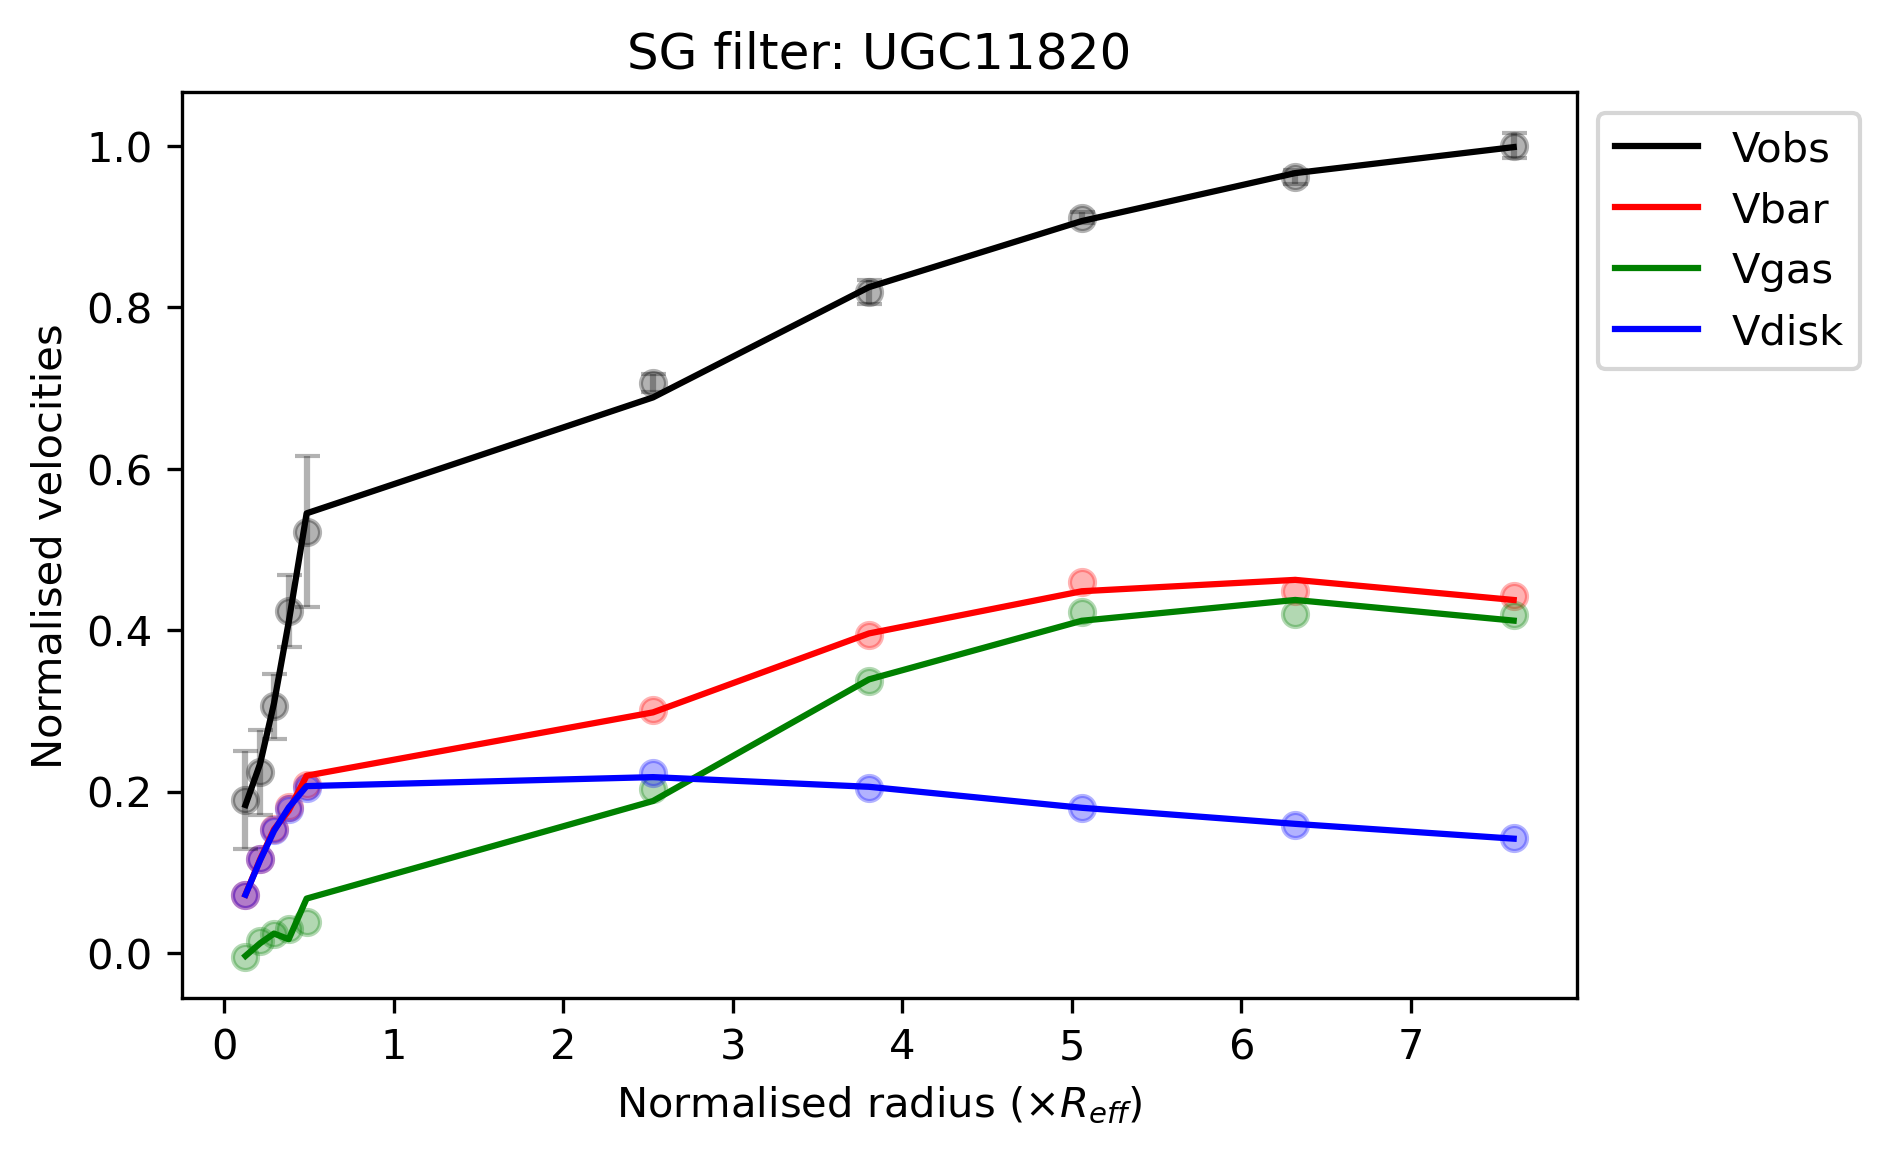 SG filter: UGC11820
Vobs
Vbar
Vgas
Vdisk
1.0
0.8
0.6
0.4
0.2
0.0
Normalised velocities
0 1 2 3 4 5 6 7
Normalised radius (×R_eff)